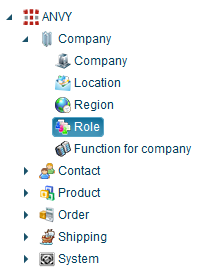 ANVY
Company
Company
Location
Region
Role
Function for company
Contact
Product
Order
Shipping
System